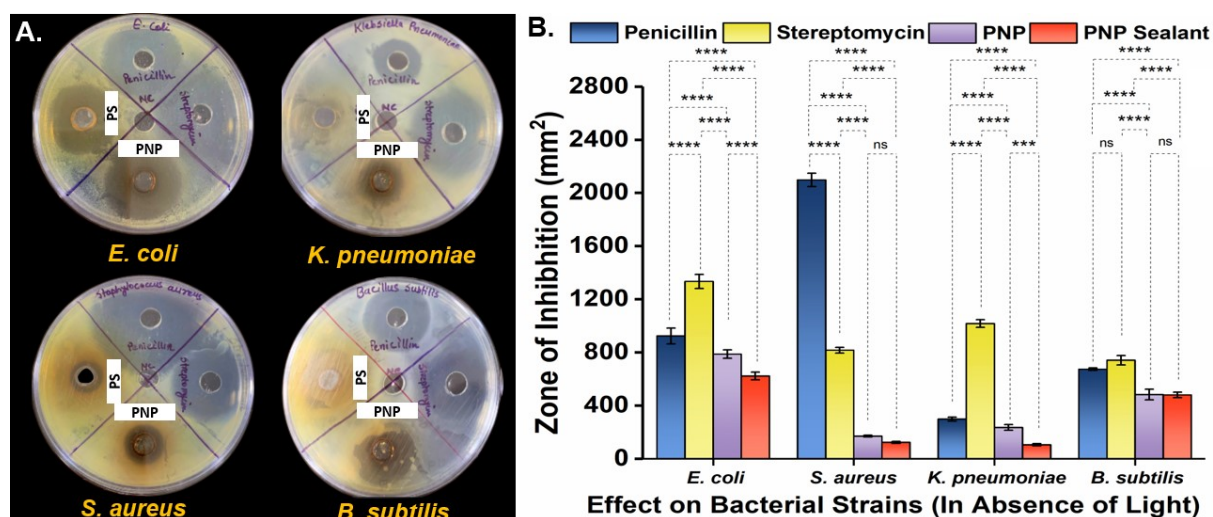 A.
E-Coli
Penicillin
NC
Streptomycin
PS
PNP
E. coli
Klebsiella Pneumoniae
Penicillin
NC
Streptomycin
PS
PNP
K. pneumoniae
Staphylococcus aureus
Penicillin
NC
Streptomycin
PS
PNP
S. aureus
Bacillus subtilis
Penicillin
NC
Streptomycin
PS
PNP
B. subtilis
B.
Penicillin Stereptomycin PNP PNP Sealant
Zone of Inhibhition (mm²)
2800
2400
2000
1200
800
400
0
**** **** **** ****
**** **** **** ****
**** **** **** ****
**** **** **** ****
**** **** **** ns **** *** ns ns
E. coli S. aureus K. pneumoniae B. subtilis
Effect on Bacterial Strains (In Absence of Light)